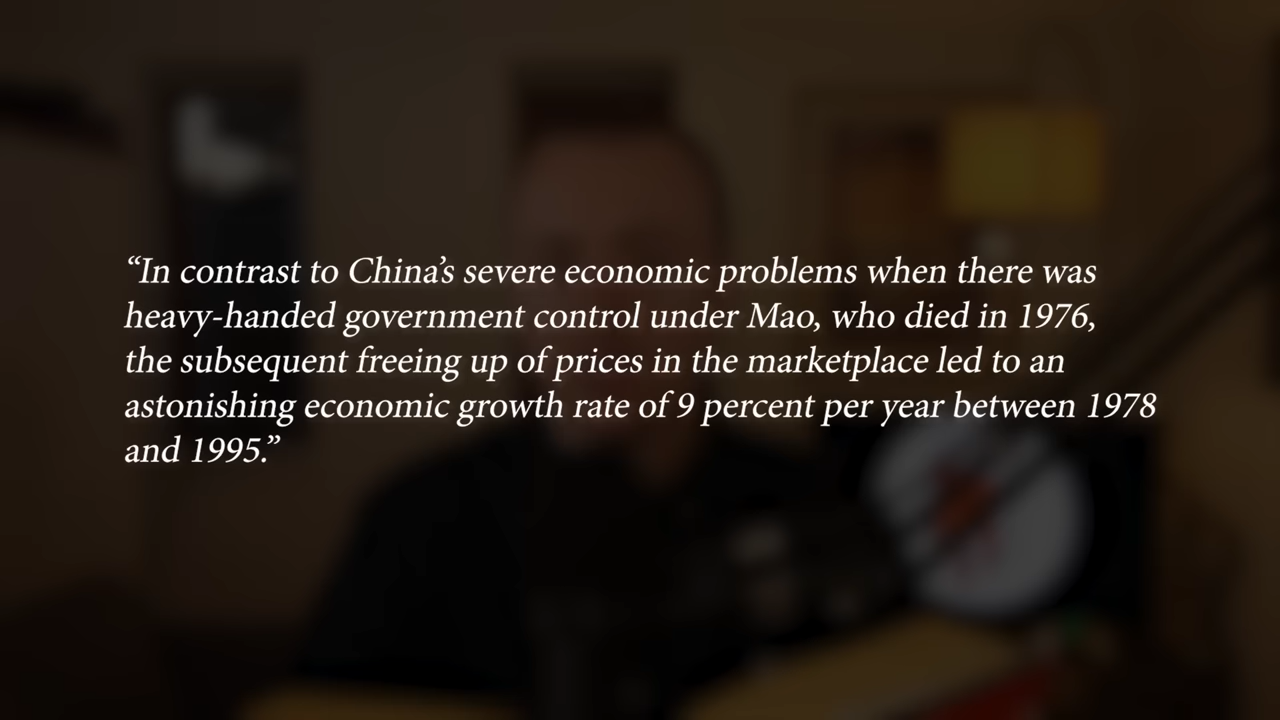 “In contrast to China’s severe economic problems when there was
heavy-handed government control under Mao, who died in 1976,
the subsequent freeing up of prices in the marketplace led to an
astonishing economic growth rate of 9 percent per year between 1978
and 1995.”